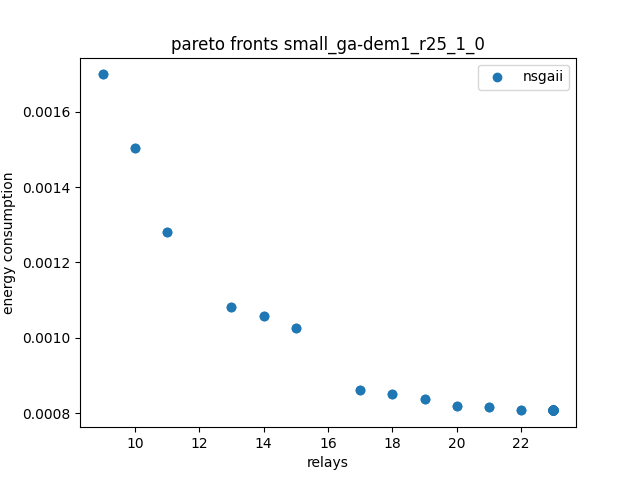 pareto fronts small_ga-dem1_r25_1_0
nsgaii
energy consumption
0.0016
0.0014
0.0012
0.0010
0.0008
10 12 14 16 18 20 22
relays